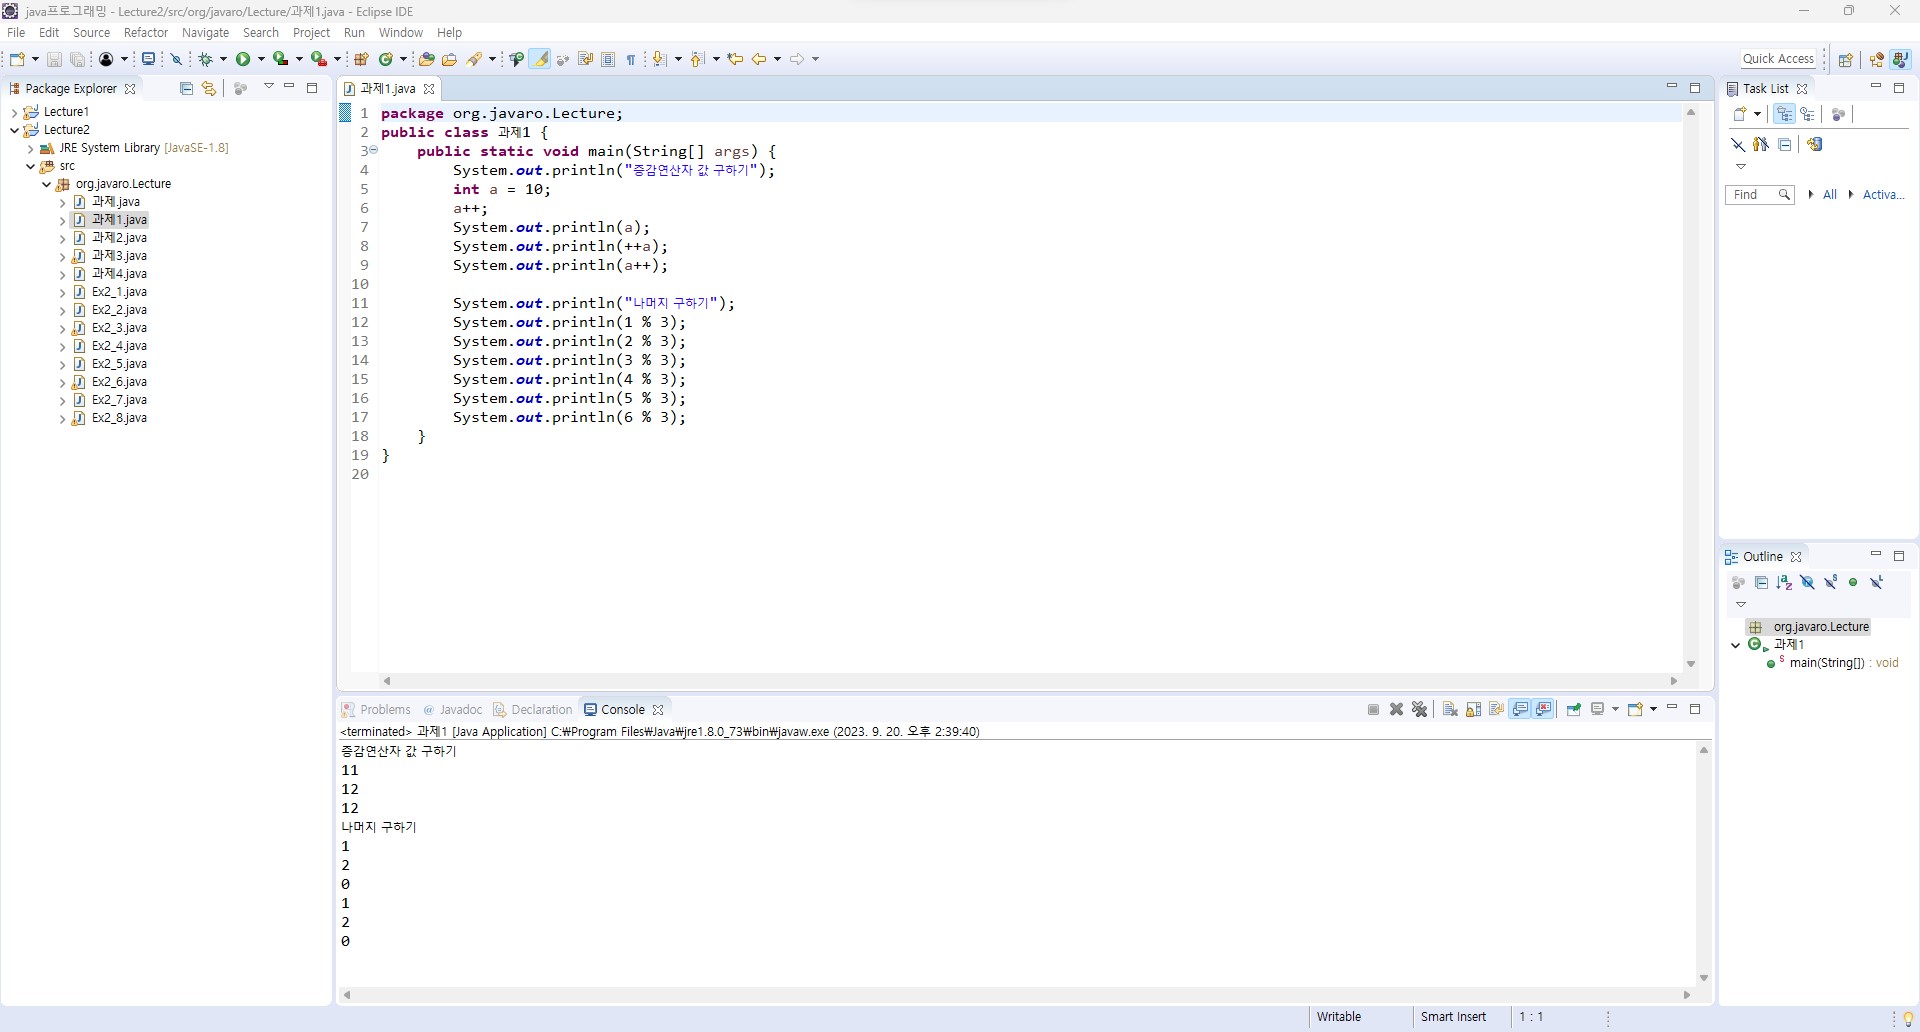 java프로그래밍 - Lecture2/src/org/javaro/Lecture/과제1.java - Eclipse IDE
File Edit Source Refactor Navigate Search Project Run Window Help
Quick Access
Package Explorer
Lecture1
Lecture2
JRE System Library [JavaSE-1.8]
src
org.javaro.Lecture
과제.java
과제1.java
과제2.java
과제3.java
과제4.java
Ex2_1.java
Ex2_2.java
Ex2_3.java
Ex2_4.java
Ex2_5.java
Ex2_6.java
Ex2_7.java
Ex2_8.java
과제1.java
1 package org.javaro.Lecture;
2 public class 과제1 {
3 public static void main(String[] args) {
4 System.out.println("증감연산자 값 구하기");
5 int a = 10;
6 a++;
7 System.out.println(a);
8 System.out.println(++a);
9 System.out.println(a++);
10
11 System.out.println("나머지 구하기");
12 System.out.println(1 % 3);
13 System.out.println(2 % 3);
14 System.out.println(3 % 3);
15 System.out.println(4 % 3);
16 System.out.println(5 % 3);
17 System.out.println(6 % 3);
18 }
19 }
20
Problems @ Javadoc Declaration Console
<terminated> 과제1 [Java Application] C:₩Program Files₩Java₩jre1.8.0_73₩bin₩javaw.exe (2023. 9. 20. 오후 2:39:40)
증감연산자 값 구하기
11
12
12
나머지 구하기
1
2
0
1
2
0
Task List
Find All Activa...
Outline
org.javaro.Lecture
과제1
main(String[]) : void
Writable Smart Insert 1 : 1